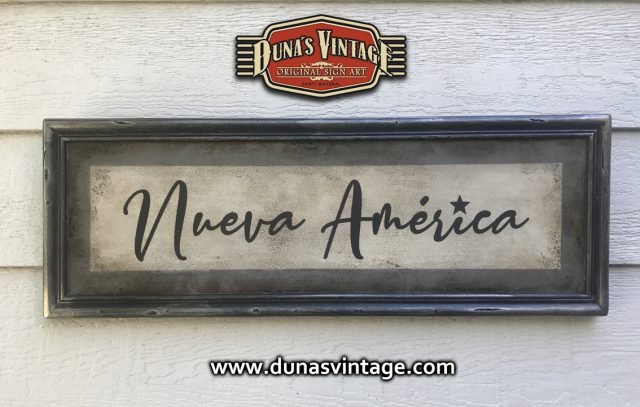 DUNA'S VINTAGE
ORIGINAL SIGN ART
Nueva América
www.dunasvintage.com